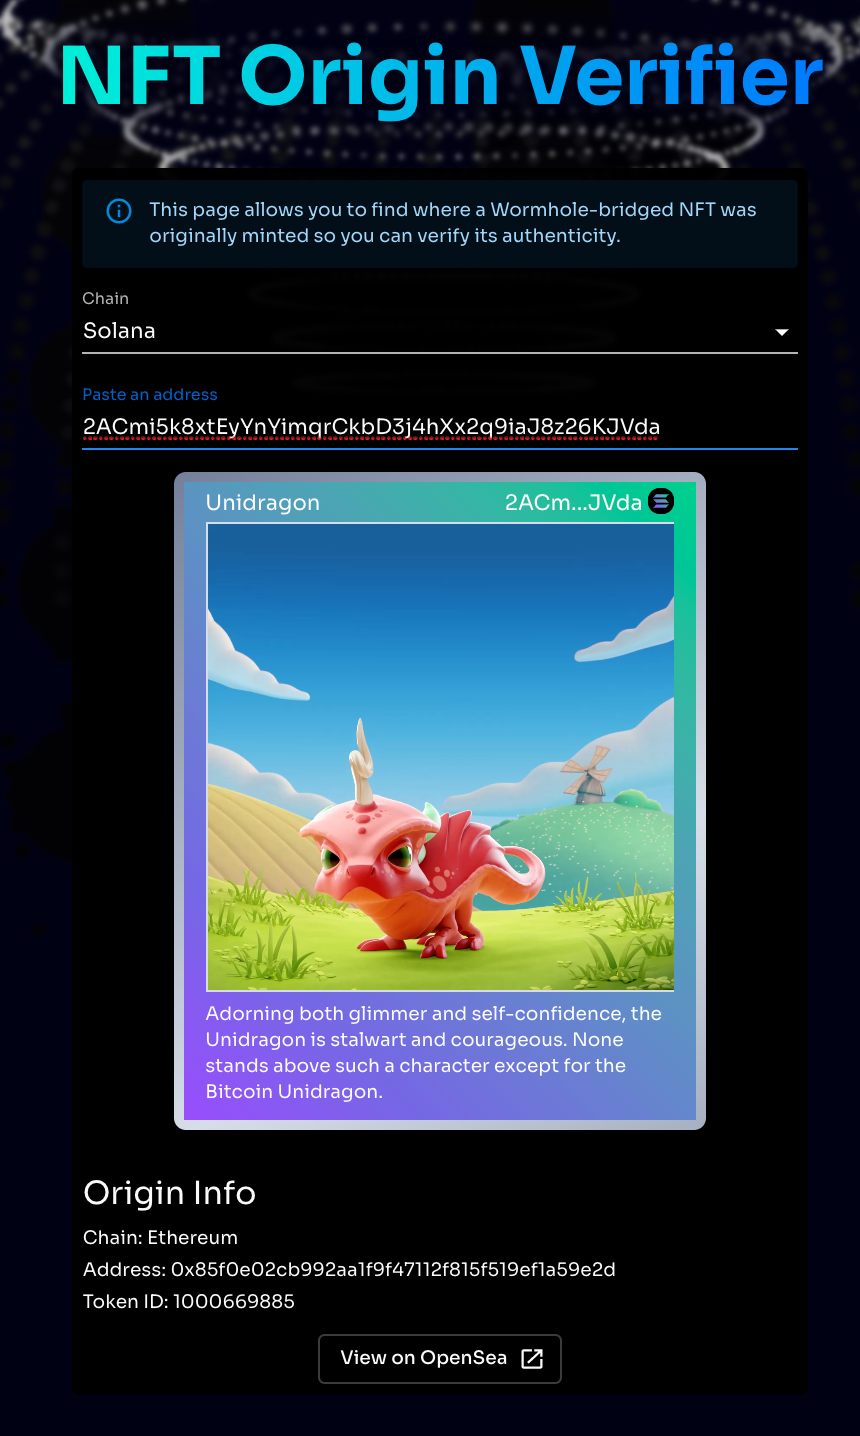 NFT Origin Verifier
This page allows you to find where a Wormhole-bridged NFT was
originally minted so you can verify its authenticity.
Chain
Solana
Paste an address
2ACmi5k8xtEyYnYimqrCkbD3j4hXx2q9iaJ8z26KJVda
Unidragon 2ACm...JVda
Adorning both glimmer and self-confidence, the
Unidragon is stalwart and courageous. None
stands above such a character except for the
Bitcoin Unidragon.
Origin Info
Chain: Ethereum
Address: 0x85f0e02cb992aa1f9f47112f815f519ef1a59e2d
Token ID: 1000669885
View on OpenSea